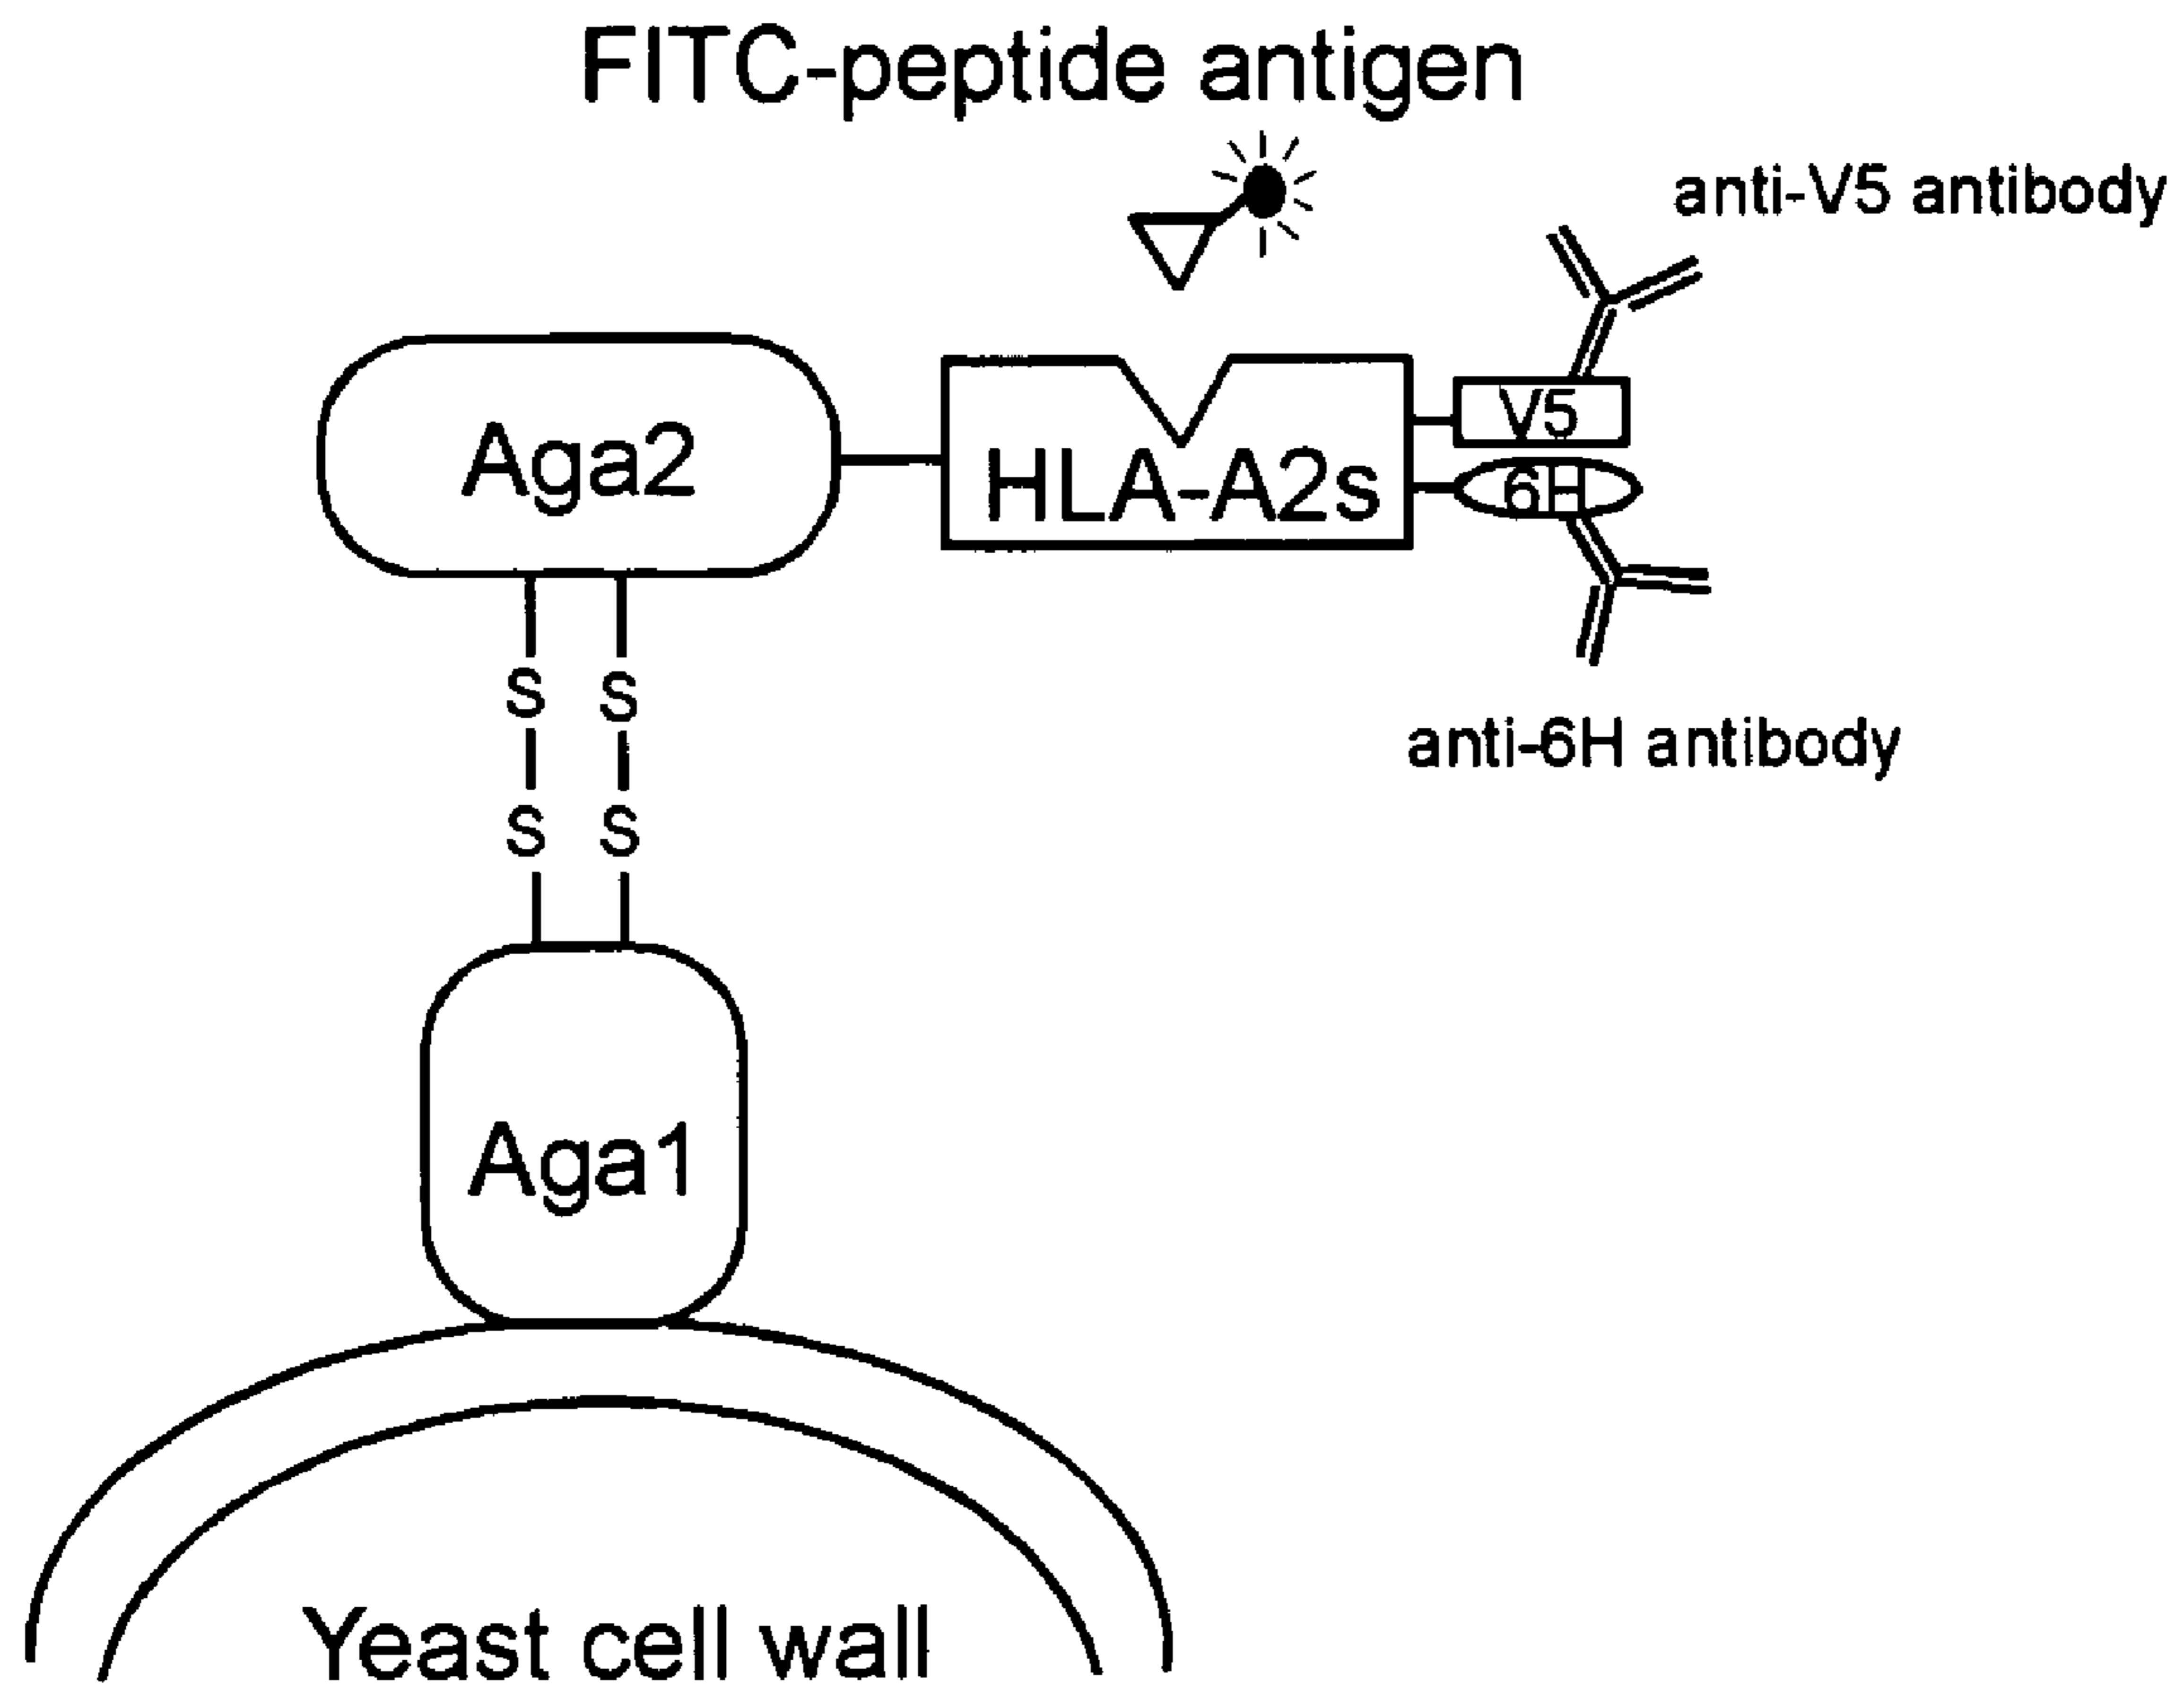 FITC-peptide antigen
anti-V5 antibody
V5
Aga2
HLA-A2s
6H
S S
S S
anti-6H antibody
Aga1
Yeast cell wall